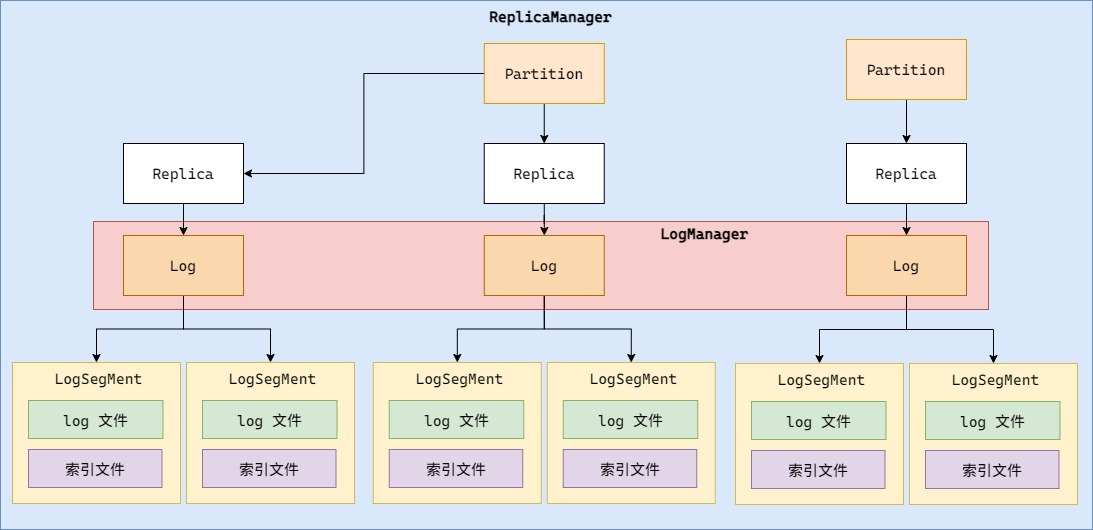 ReplicaManager
Partition
Partition
Replica
Replica
Replica
LogManager
Log
Log
Log
LogSegMent
LogSegMent
LogSegMent
LogSegMent
LogSegMent
LogSegMent
log 文件
log 文件
log 文件
log 文件
log 文件
log 文件
索引文件
索引文件
索引文件
索引文件
索引文件
索引文件